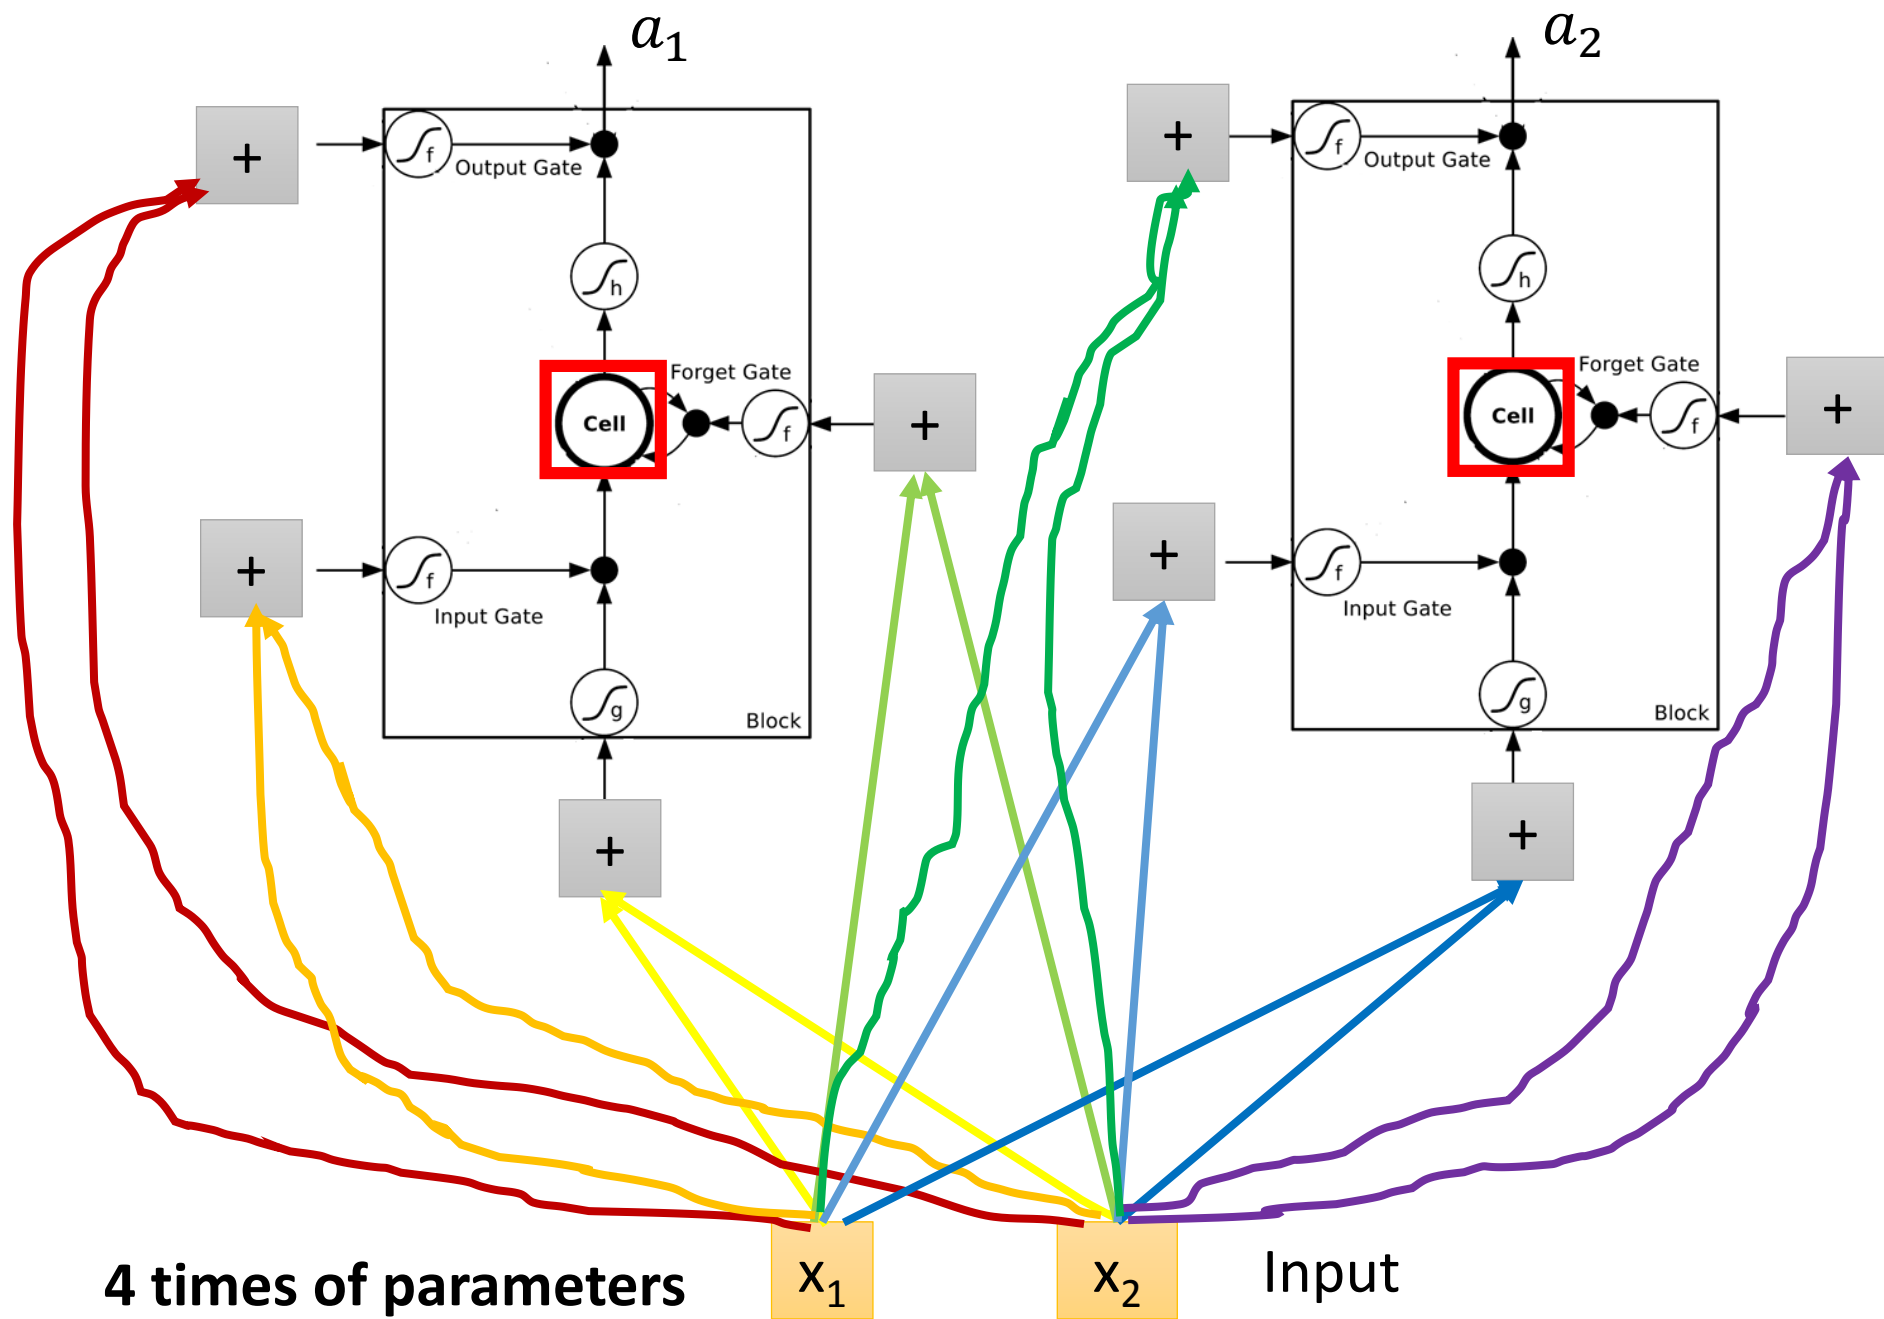 a₁
a₂
+
+
f
Output Gate
f
Output Gate
h
h
Forget Gate
Forget Gate
Cell
f
+
Cell
f
+
+
f
Input Gate
+
f
Input Gate
g
Block
g
Block
+
+
4 times of parameters
x₁
x₂
Input